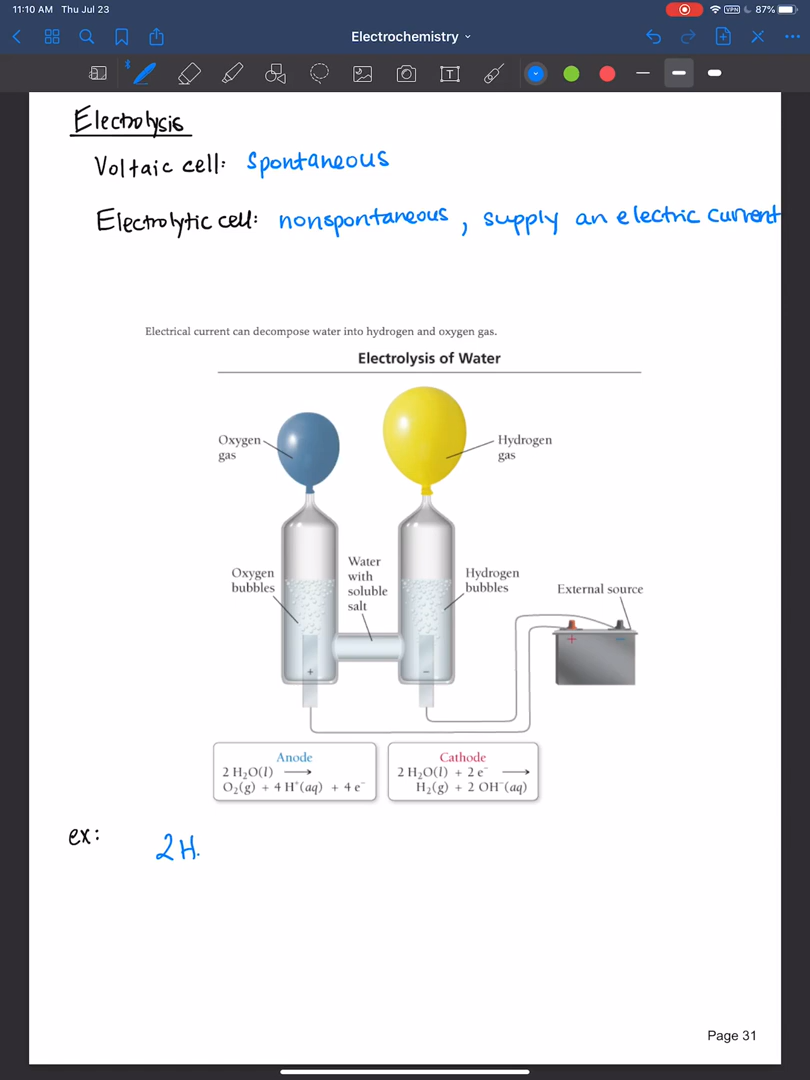 11:10 AM Thu Jul 23
VPN 87%
Electrochemistry
T
Electrolysis
Voltaic cell: spontaneous
Electrolytic cell: nonspontaneous, supply an electric current
Electrical current can decompose water into hydrogen and oxygen gas.
Electrolysis of Water
Oxygen
gas
Hydrogen
gas
Oxygen
bubbles
Water
with
soluble
salt
Hydrogen
bubbles
External source
+ −
+ −
Anode
2 H₂O(l) ⟶
O₂(g) + 4 H⁺(aq) + 4 e⁻
Cathode
2 H₂O(l) + 2 e⁻ ⟶
H₂(g) + 2 OH⁻(aq)
ex:
2H
Page 31